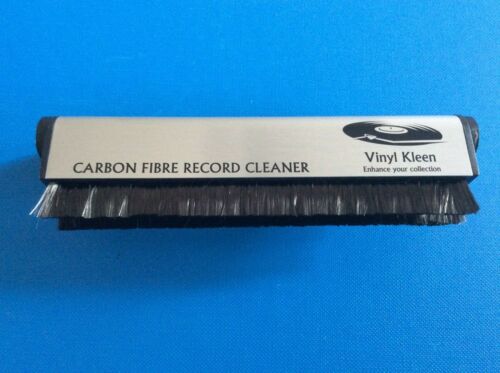 CARBON FIBRE RECORD CLEANER
Vinyl Kleen
Enhance your collection